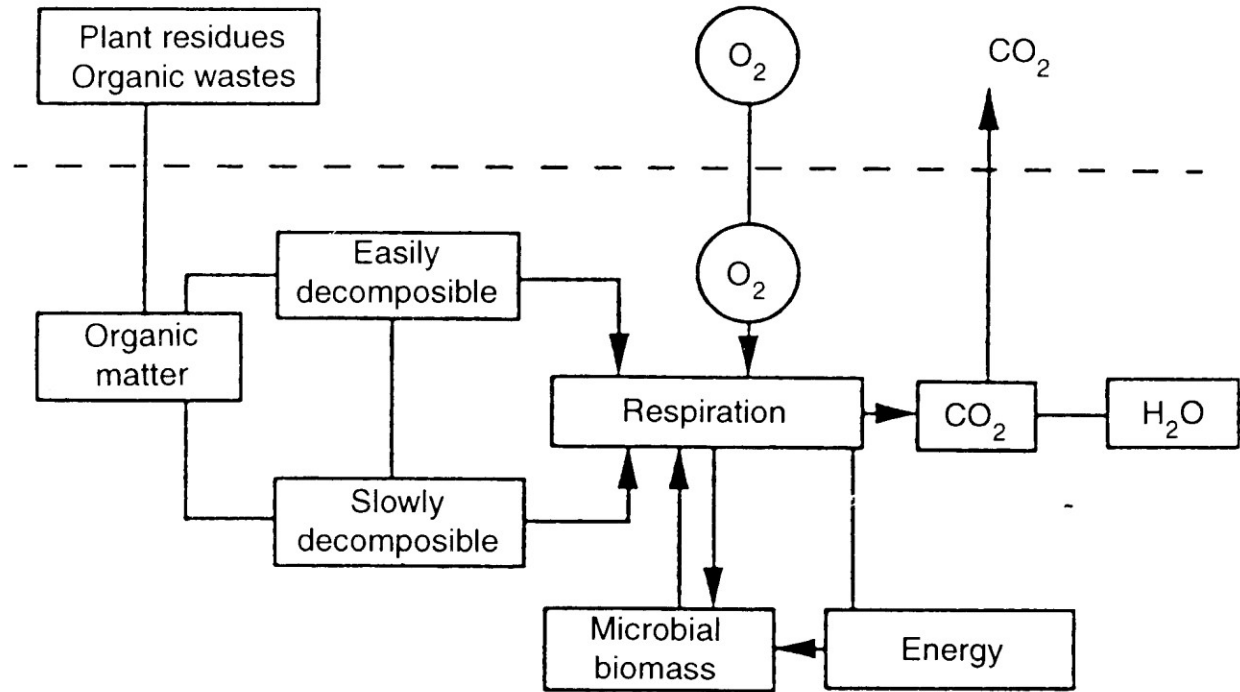 Plant residues
Organic wastes
O₂
CO₂
Easily
decomposible
O₂
Organic
matter
Respiration
CO₂
H₂O
Slowly
decomposible
Microbial
biomass
Energy